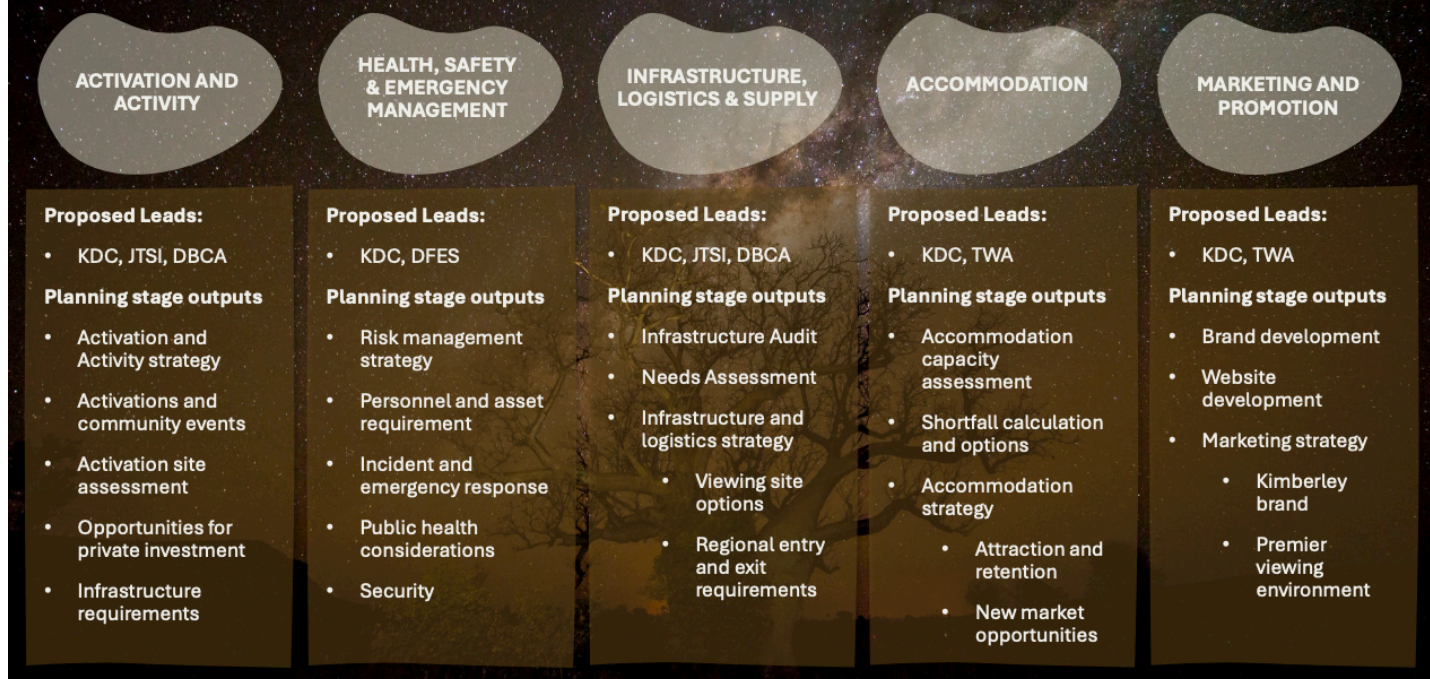 ACTIVATION AND
ACTIVITY
Proposed Leads:
• KDC, JTSI, DBCA
Planning stage outputs
• Activation and
Activity strategy
• Activations and
community events
• Activation site
assessment
• Opportunities for
private investment
• Infrastructure
requirements
HEALTH, SAFETY
& EMERGENCY
MANAGEMENT
Proposed Leads:
• KDC, DFES
Planning stage outputs
• Risk management
strategy
• Personnel and asset
requirement
• Incident and
emergency response
• Public health
considerations
• Security
INFRASTRUCTURE,
LOGISTICS & SUPPLY
Proposed Leads:
• KDC, JTSI, DBCA
Planning stage outputs
• Infrastructure Audit
• Needs Assessment
• Infrastructure and
logistics strategy
• Viewing site
options
• Regional entry
and exit
requirements
ACCOMMODATION
Proposed Leads:
• KDC, TWA
Planning stage outputs
• Accommodation
capacity
assessment
• Shortfall calculation
and options
• Accommodation
strategy
• Attraction and
retention
• New market
opportunities
MARKETING AND
PROMOTION
Proposed Leads:
• KDC, TWA
Planning stage outputs
• Brand development
• Website
development
• Marketing strategy
• Kimberley
brand
• Premier
viewing
environment